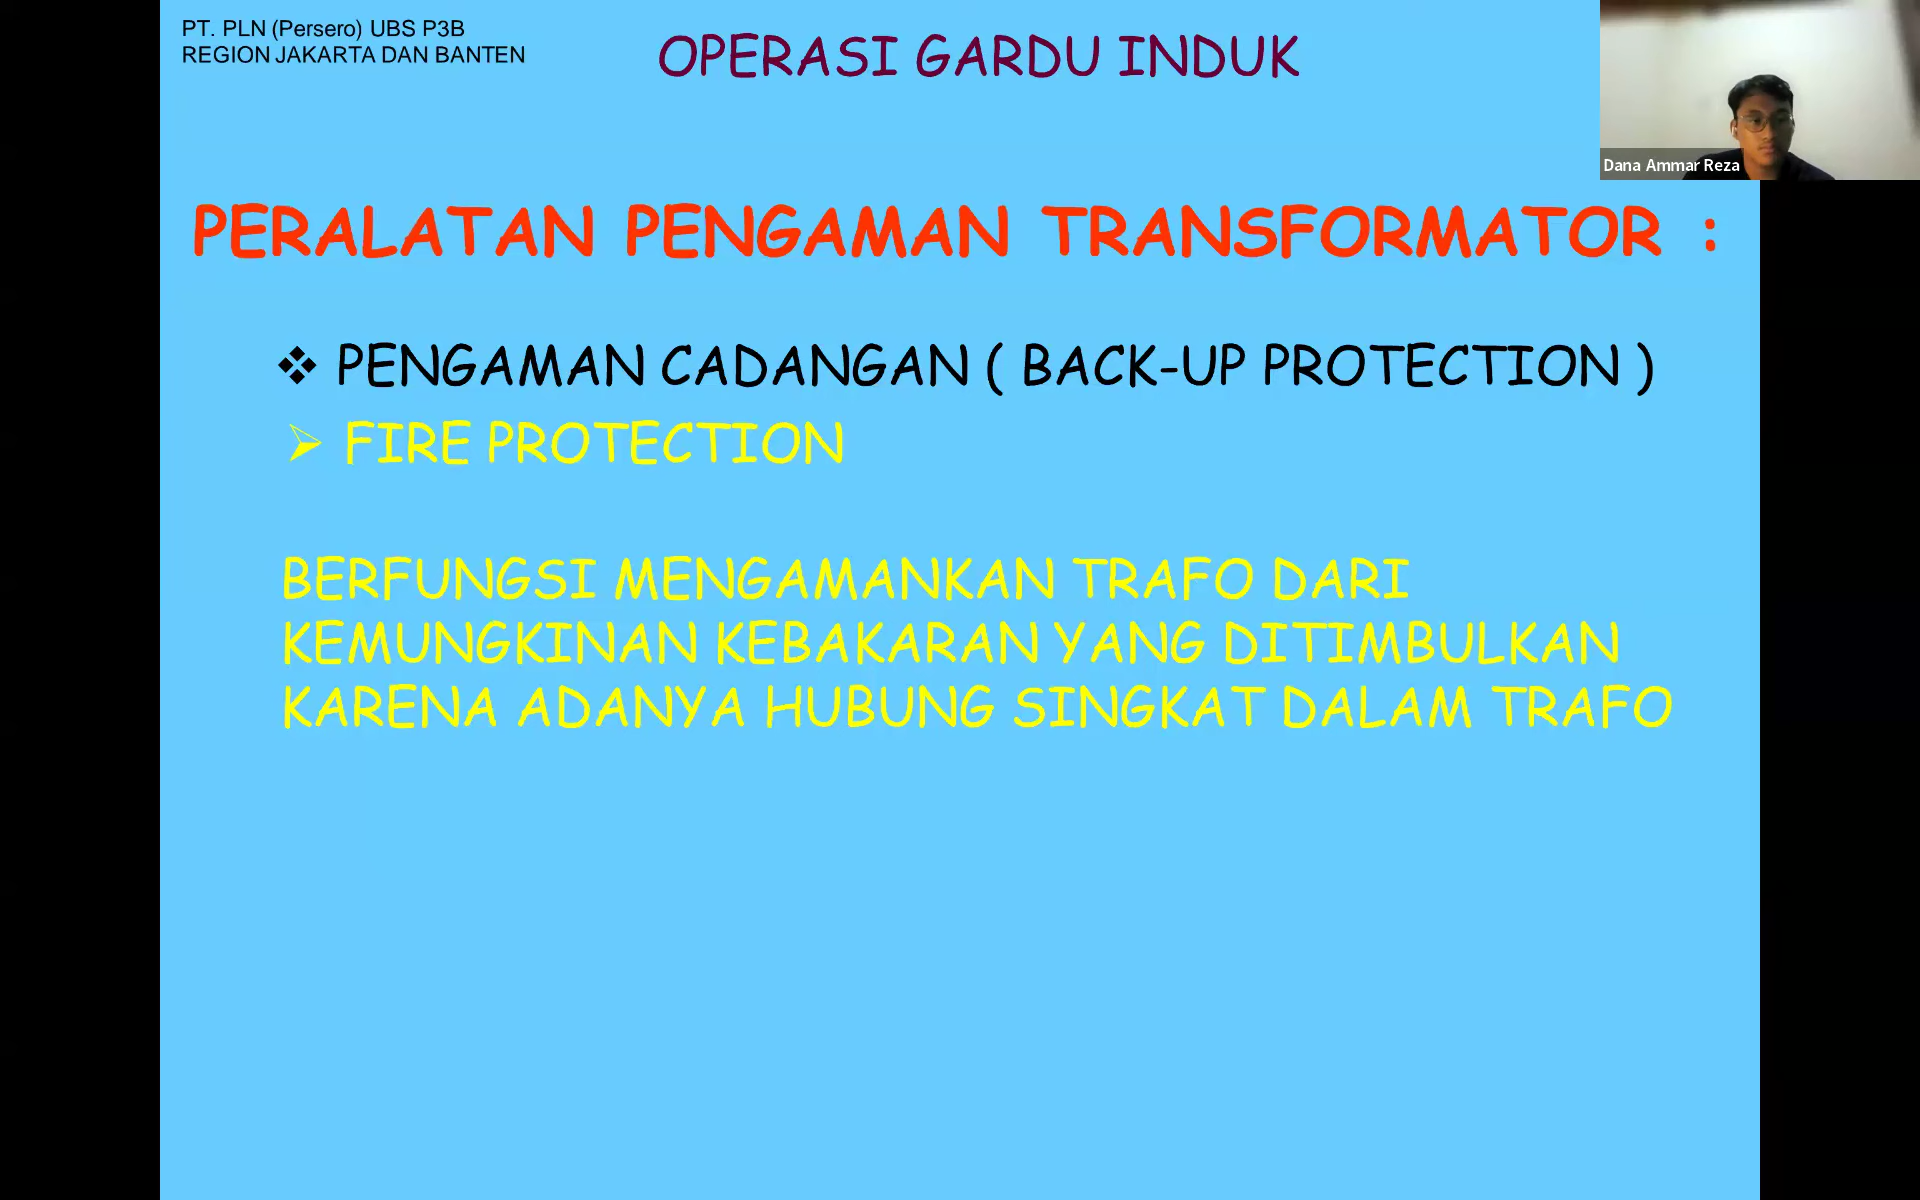 PT. PLN (Persero) UBS P3B
REGION JAKARTA DAN BANTEN
OPERASI GARDU INDUK
Dana Ammar Reza
PERALATAN PENGAMAN TRANSFORMATOR :
PENGAMAN CADANGAN ( BACK-UP PROTECTION )
FIRE PROTECTION
BERFUNGSI MENGAMANKAN TRAFO DARI
KEMUNGKINAN KEBAKARAN YANG DITIMBULKAN
KARENA ADANYA HUBUNG SINGKAT DALAM TRAFO